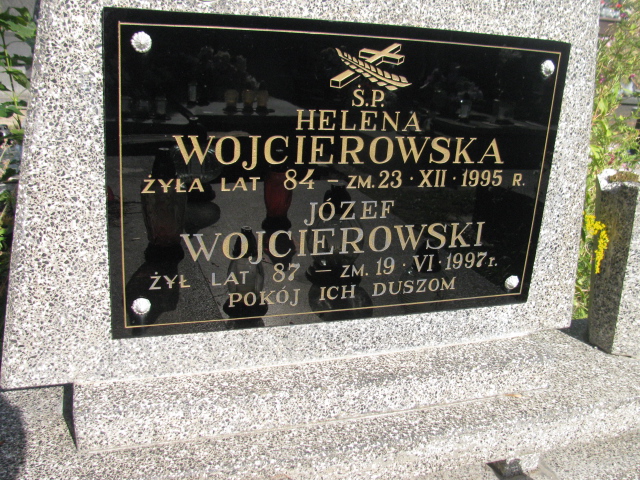 Ś.P.
HELENA
WOJCIEROWSKA
ŻYŁA LAT 84 – ZM. 23 · XII · 1995 R.
JÓZEF
WOJCIEROWSKI
ŻYŁ LAT 87 – ZM. 19 · VI · 1997 r.
POKÓJ ICH DUSZOM